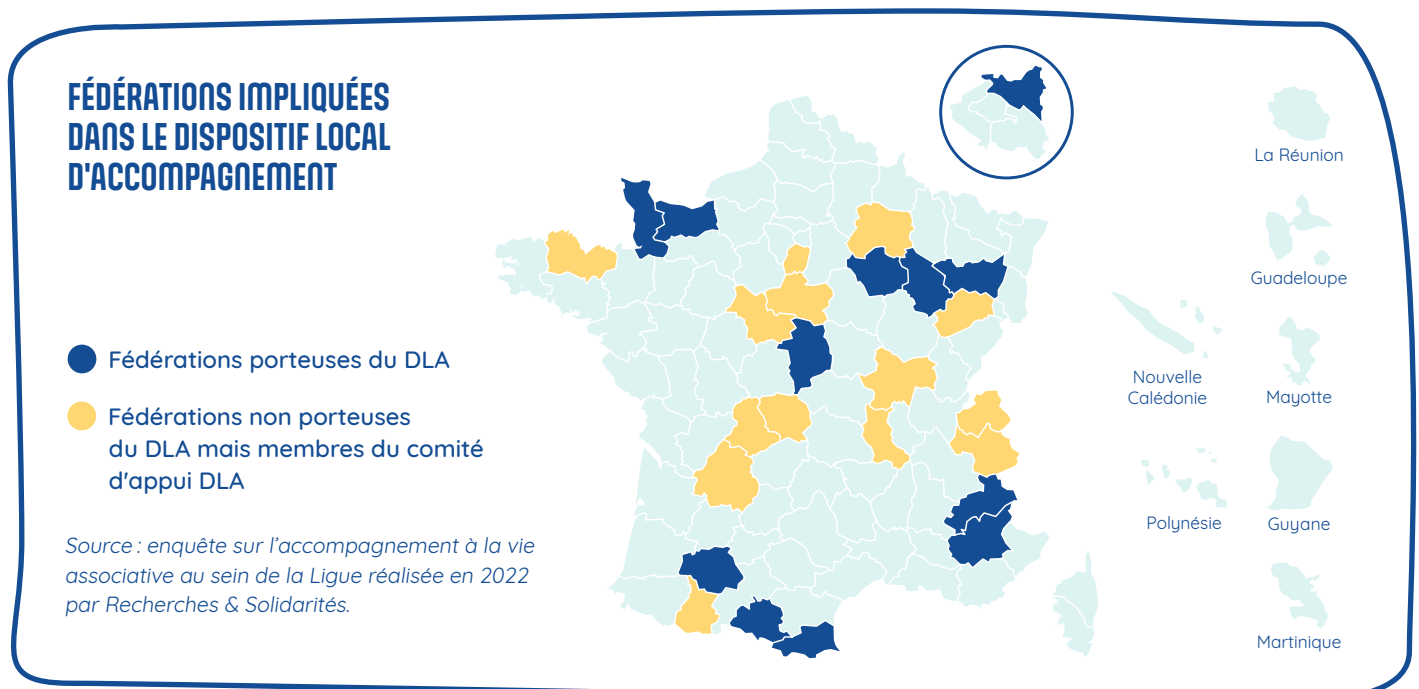 FÉDÉRATIONS IMPLIQUÉES
DANS LE DISPOSITIF LOCAL
D'ACCOMPAGNEMENT
Fédérations porteuses du DLA
Fédérations non porteuses
du DLA mais membres du comité
d'appui DLA
Source : enquête sur l'accompagnement à la vie
associative au sein de la Ligue réalisée en 2022
par Recherches & Solidarités.
La Réunion
Guadeloupe
Nouvelle
Calédonie
Mayotte
Polynésie
Guyane
Martinique